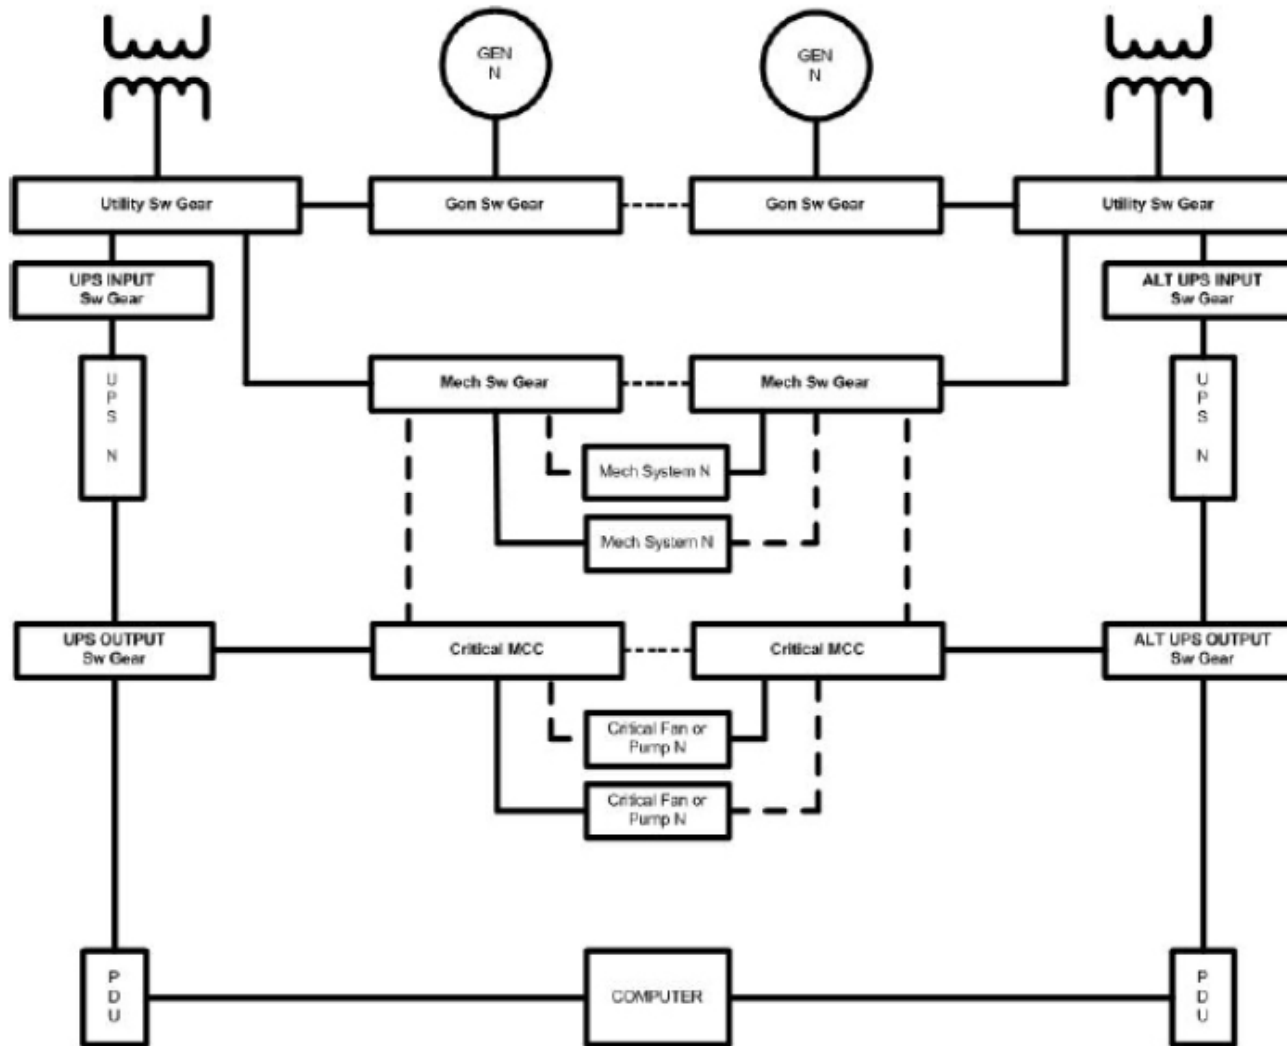 GEN
N
GEN
N
Utility Sw Gear
Gen Sw Gear
Gen Sw Gear
Utility Sw Gear
UPS INPUT
Sw Gear
ALT UPS INPUT
Sw Gear
U
P
S
N
Mech Sw Gear
Mech Sw Gear
U
P
S
N
Mech System N
Mech System N
UPS OUTPUT
Sw Gear
Critical MCC
Critical MCC
ALT UPS OUTPUT
Sw Gear
Critical Fan or
Pump N
Critical Fan or
Pump N
P
D
U
COMPUTER
P
D
U